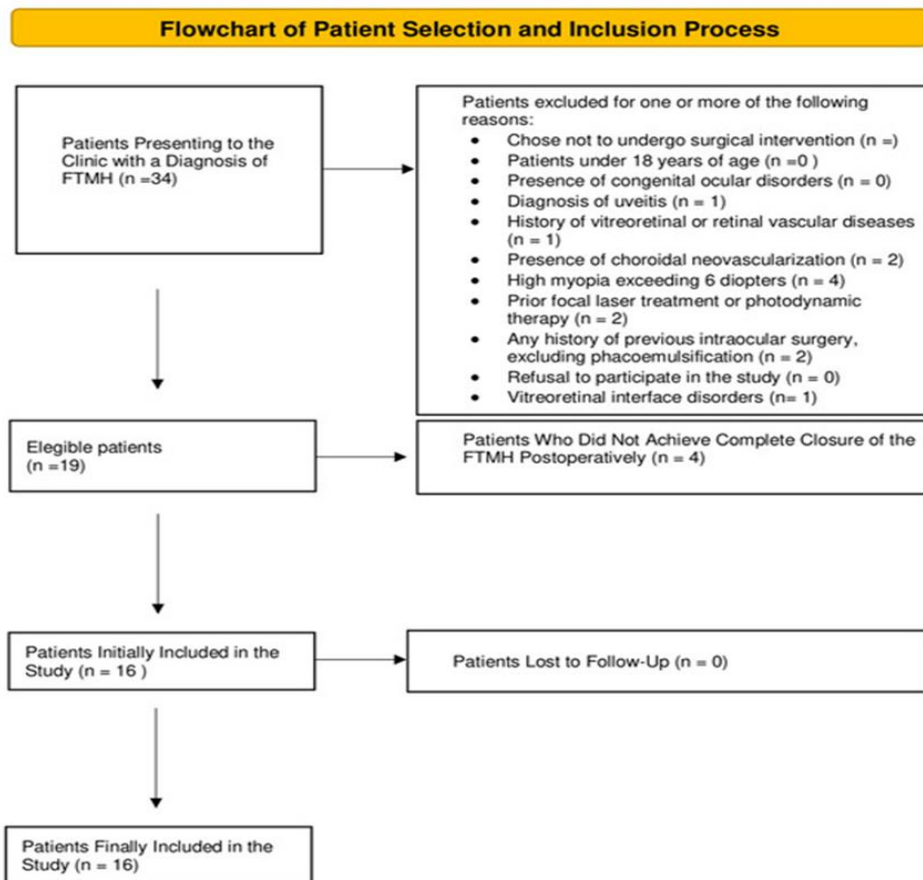 Flowchart of Patient Selection and Inclusion Process
Patients Presenting to the
Clinic with a Diagnosis of
FTMH (n =34)
Patients excluded for one or more of the following
reasons:
• Chose not to undergo surgical intervention (n =)
• Patients under 18 years of age (n =0 )
• Presence of congenital ocular disorders (n = 0)
• Diagnosis of uveitis (n = 1)
• History of vitreoretinal or retinal vascular diseases
(n = 1)
• Presence of choroidal neovascularization (n = 2)
• High myopia exceeding 6 diopters (n = 4)
• Prior focal laser treatment or photodynamic
therapy (n = 2)
• Any history of previous intraocular surgery,
excluding phacoemulsification (n = 2)
• Refusal to participate in the study (n = 0)
• Vitreoretinal interface disorders (n= 1)
Elegible patients
(n =19)
Patients Who Did Not Achieve Complete Closure of the
FTMH Postoperatively (n = 4)
Patients Initially Included in the
Study (n = 16 )
Patients Lost to Follow-Up (n = 0)
Patients Finally Included in the
Study (n = 16)